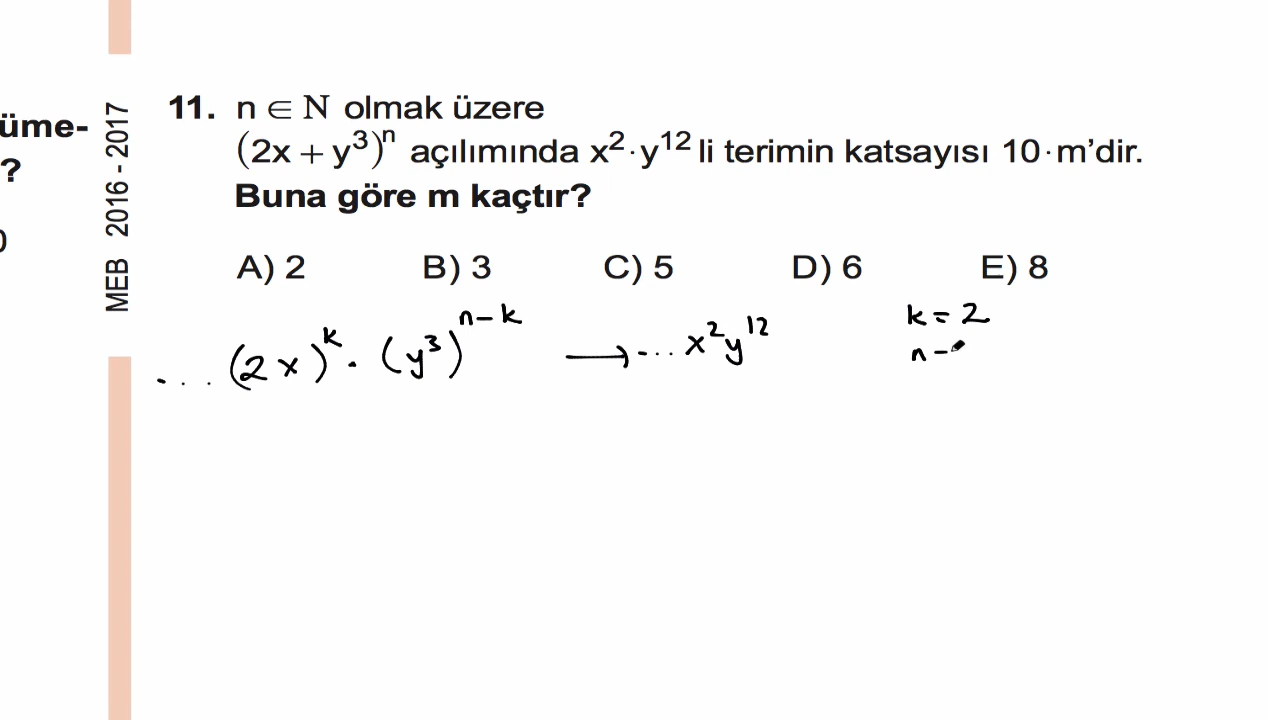 üme-
?
MEB 2016 - 2017
11. n ∈ N olmak üzere
(2x + y³)ⁿ açılımında x²·y¹² li terimin katsayısı 10·m'dir.
Buna göre m kaçtır?
A) 2 B) 3 C) 5 D) 6 E) 8
... (2x)ᵏ · (y³)ⁿ⁻ᵏ → ... x²y¹²
k = 2
n -